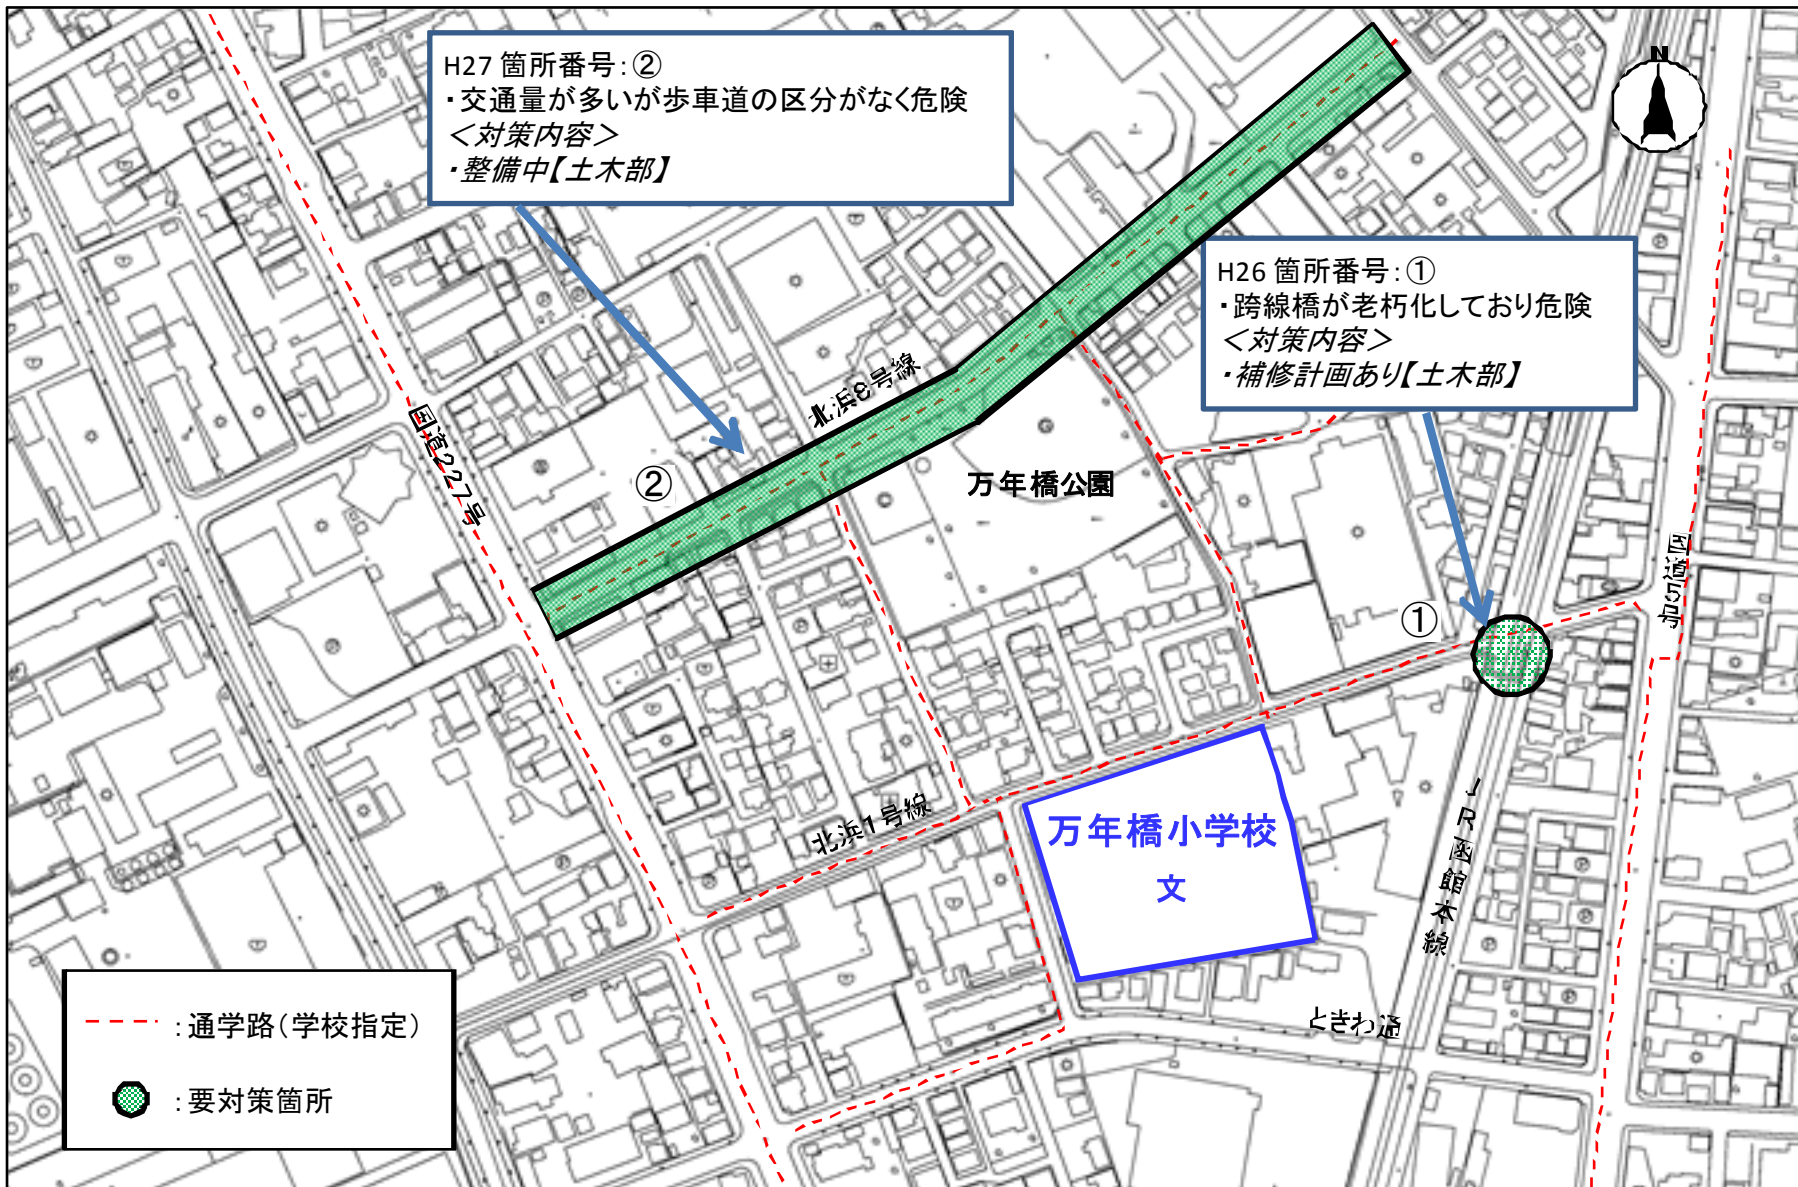 H27 箇所番号：②
・交通量が多いが歩車道の区分がなく危険
＜対策内容＞
・整備中【土木部】
N
H26 箇所番号：①
・跨線橋が老朽化しており危険
＜対策内容＞
・補修計画あり【土木部】
北浜8号線
国道227号
②
万年橋公園
①
国道5号
北浜1号線
万年橋小学校
文
JR函館本線
ときわ通
：通学路（学校指定）
：要対策箇所